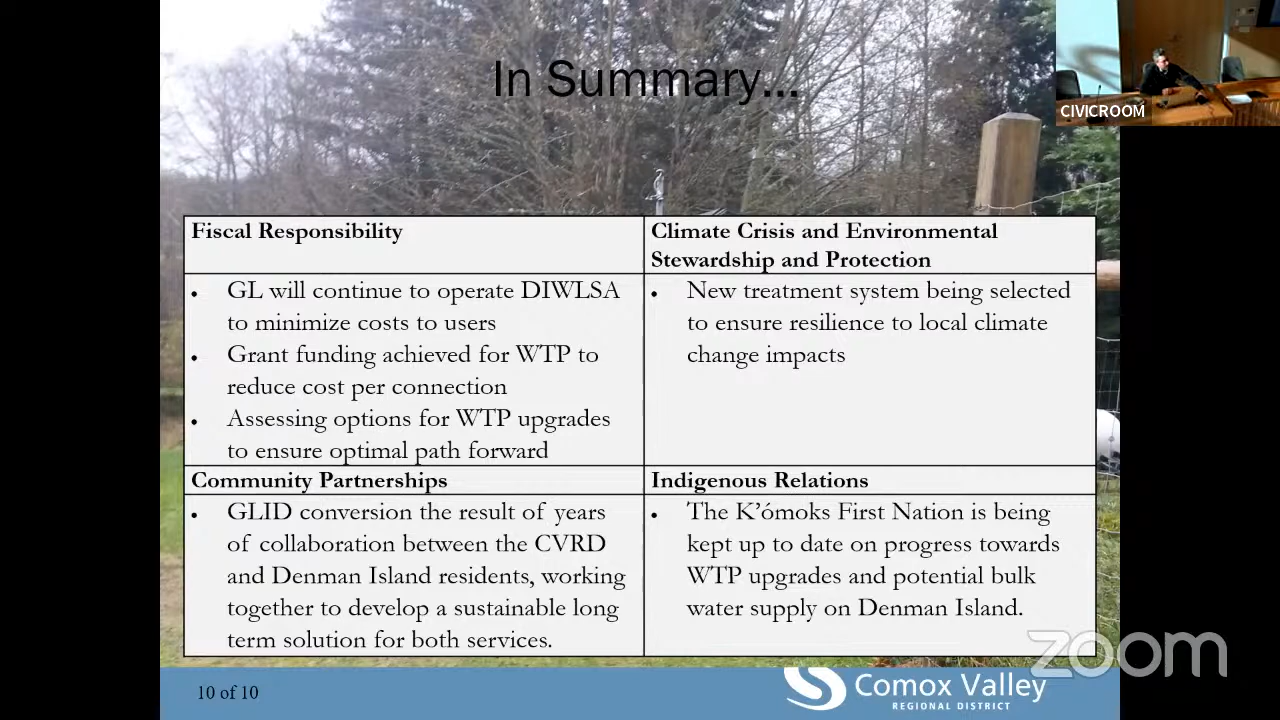 In Summary...
CIVICROOM
Fiscal Responsibility
Climate Crisis and Environmental
Stewardship and Protection
• GL will continue to operate DIWLSA
to minimize costs to users
• Grant funding achieved for WTP to
reduce cost per connection
• Assessing options for WTP upgrades
to ensure optimal path forward
• New treatment system being selected
to ensure resilience to local climate
change impacts
Community Partnerships
Indigenous Relations
• GLID conversion the result of years
of collaboration between the CVRD
and Denman Island residents, working
together to develop a sustainable long
term solution for both services.
• The K'ómoks First Nation is being
kept up to date on progress towards
WTP upgrades and potential bulk
water supply on Denman Island.
zoom
10 of 10
Comox Valley
REGIONAL DISTRICT